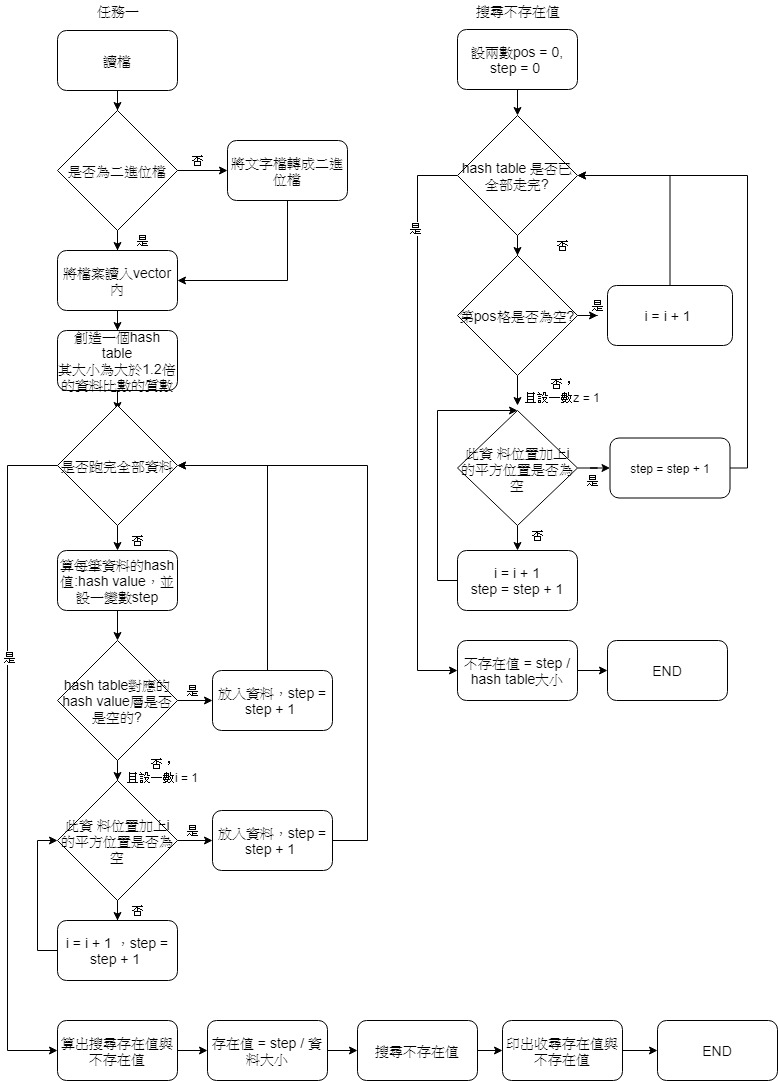 任務一
讀檔
是否為二進位檔
否
將文字檔轉成二進
位檔
是
將檔案讀入vector
內
創造一個hash
table
其大小為大於1.2倍
的資料比數的質數
是否跑完全部資料
否
算每筆資料的hash
值:hash value，並
設一變數step
是
hash table對應的
hash value層是否
是空的?
是
放入資料，step =
step + 1
否，
且設一數i = 1
此資 料位置加上i
的平方位置是否為
空
是
放入資料，step =
step + 1
否
i = i + 1 ，step =
step + 1
算出搜尋存在值與
不存在值
存在值 = step / 資
料大小
搜尋不存在值
印出收尋存在值與
不存在值
END
搜尋不存在值
設兩數pos = 0,
step = 0
hash table 是否已
全部走完?
是
否
第pos格是否為空?
是
i = i + 1
否，
且設一數z = 1
此資 料位置加上i
的平方位置是否為
空
是
step = step + 1
否
i = i + 1
step = step + 1
不存在值 = step /
hash table大小
END